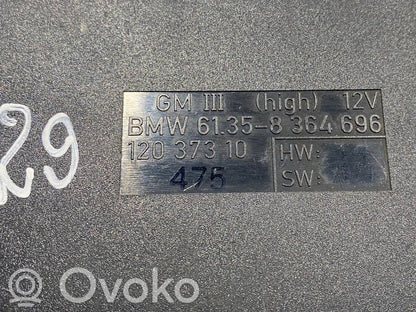 GM III (high) 12V
BMW 61.35-8 364 696
120 373 10 HW:
475 SW:
29
Ovoko